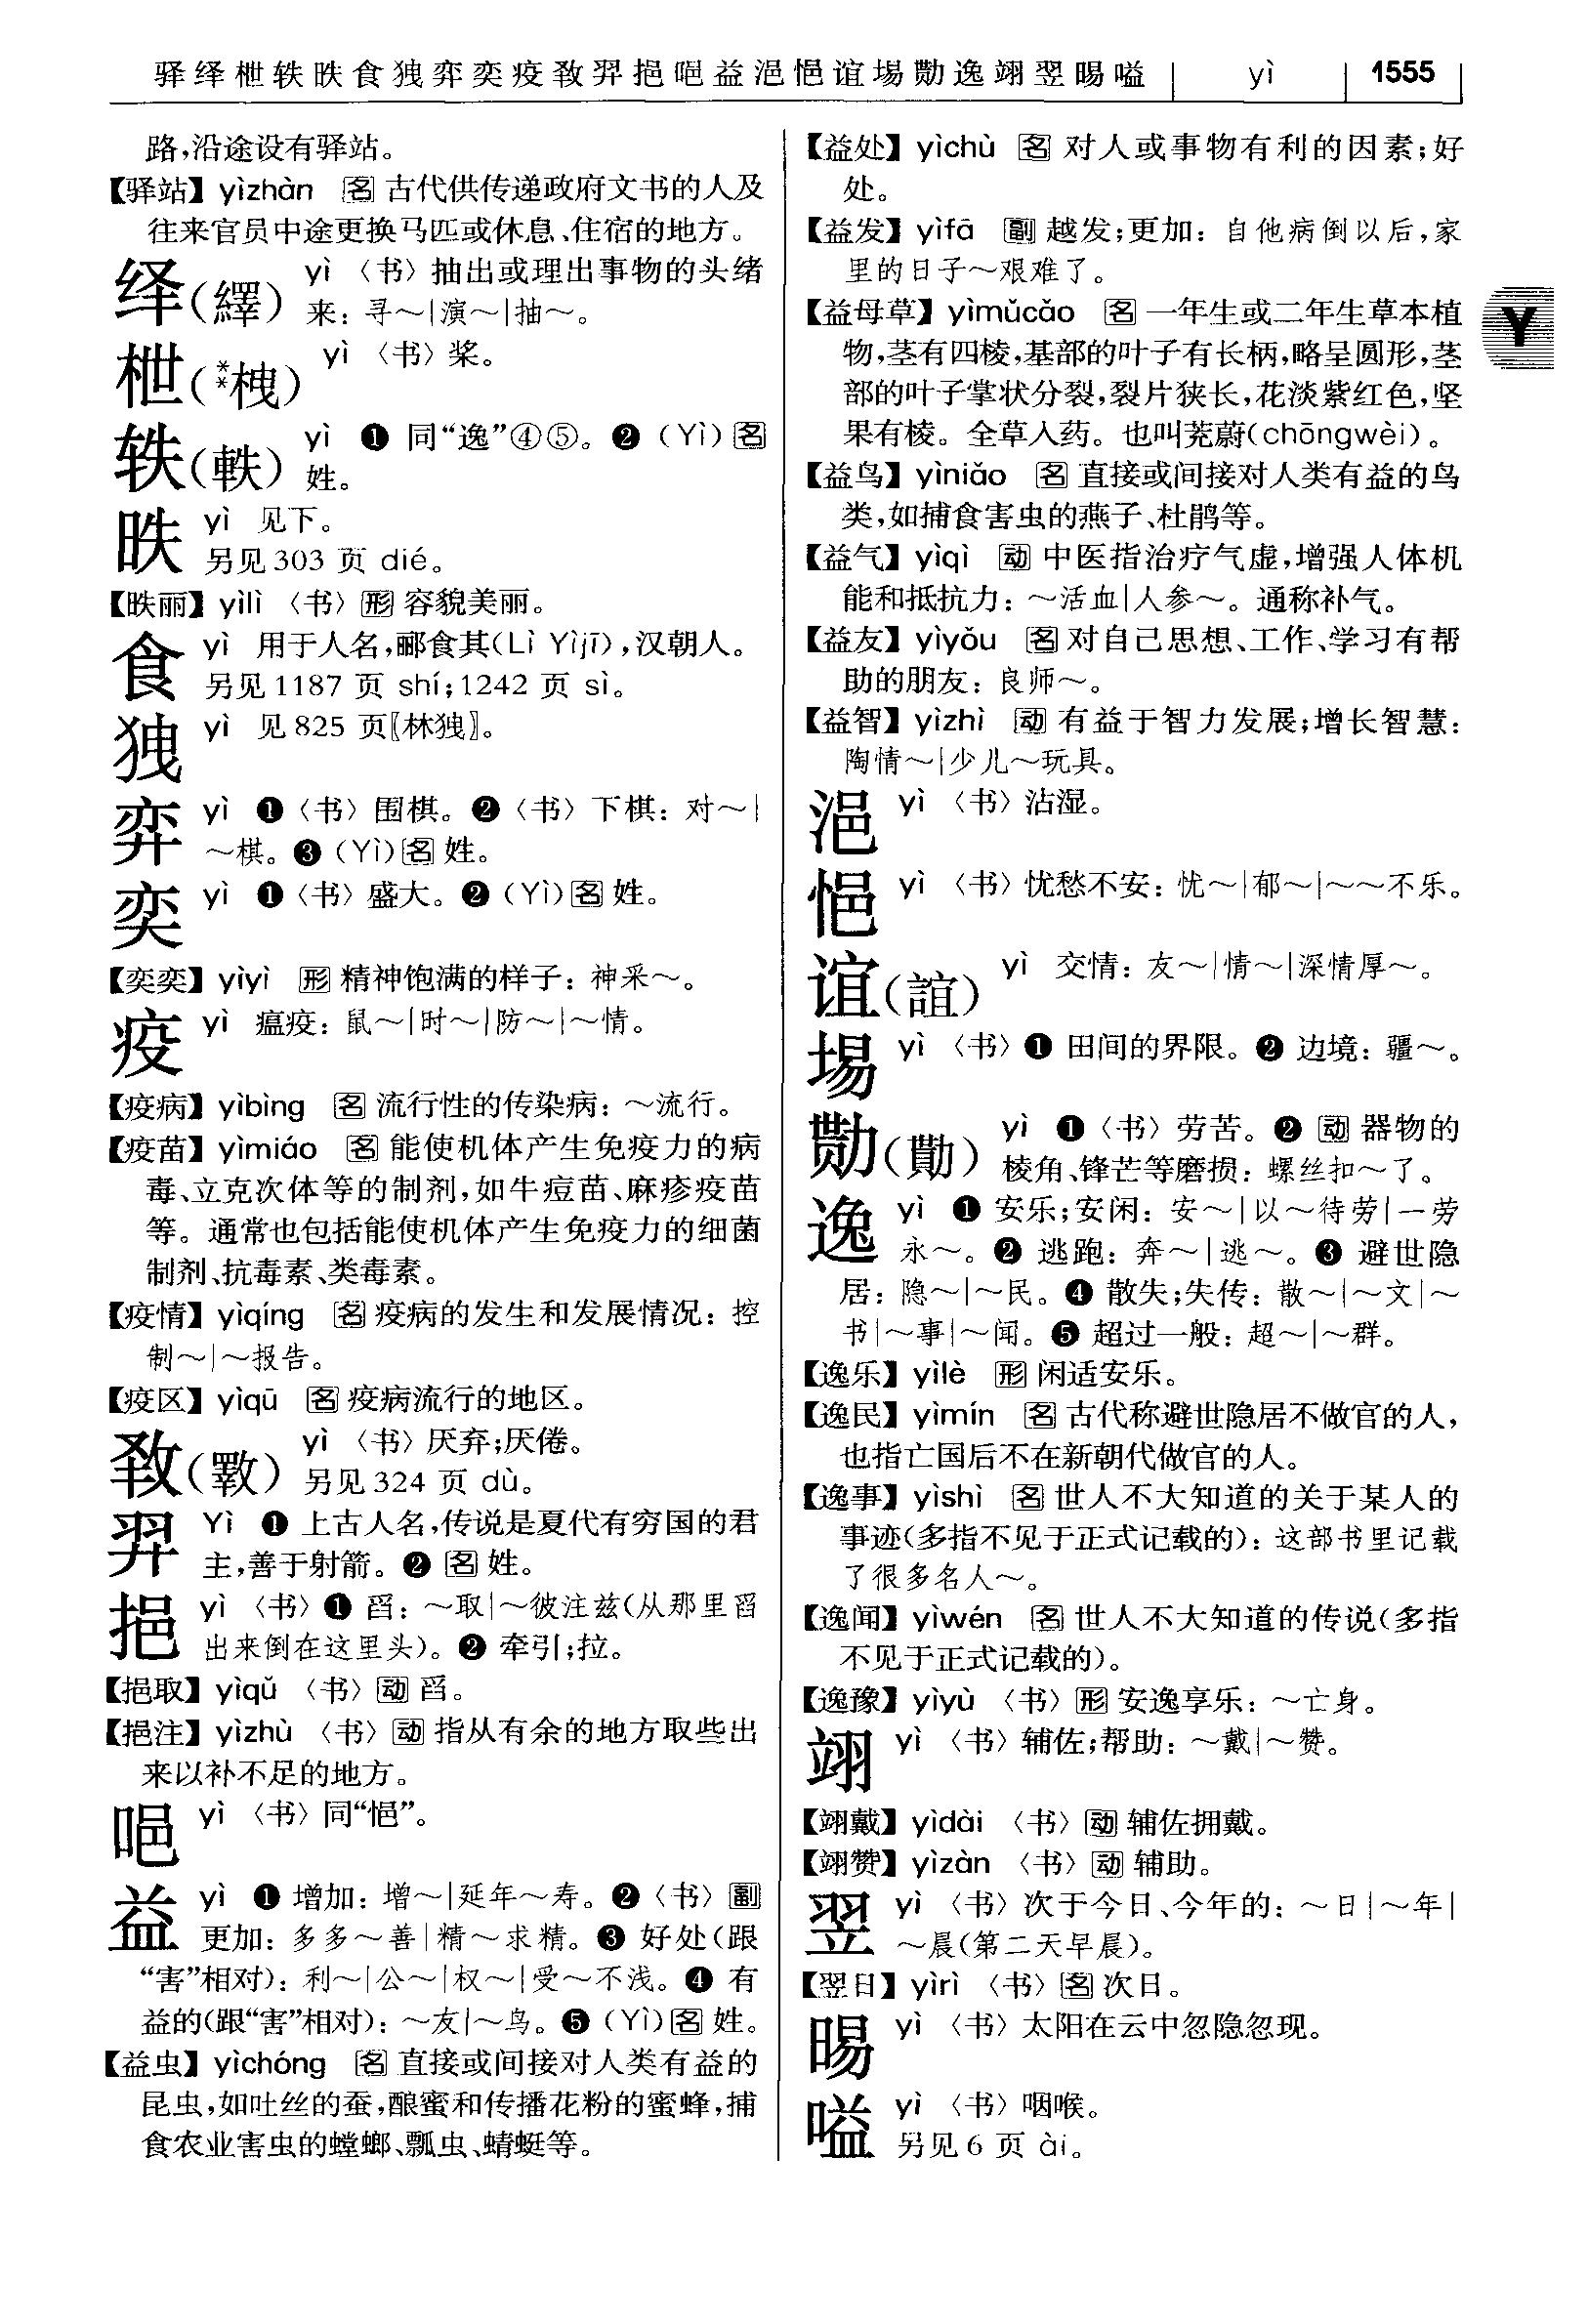 驿绎枻轶昳食㹭弈奕疫敩羿挹唈益浥悒谊埸勚逸翊翌晹嗌 yì 1555
路,沿途设有驿站。
【驿站】yìzhàn 名 古代供传递政府文书的人及
往来官员中途更换马匹或休息、住宿的地方。
绎(繹) yì 〈书〉抽出或理出事物的头绪
来:寻~|演~|抽~。
枻(**栧) yì 〈书〉桨。
轶(軼) yì ❶ 同“逸”④⑤。❷(Yì)名
姓。
昳 yì 见下。
另见303 页 dié。
【昳丽】yìlì 〈书〉形 容貌美丽。
食 yì 用于人名,郦食其(Lì Yìjī),汉朝人。
另见1187 页 shí;1242 页 sì。
yì 见825 页〖林㹭〗。
弈 yì ❶〈书〉围棋。❷〈书〉下棋:对~|
~棋。❸(Yì)名 姓。
奕 yì ❶〈书〉盛大。❷(Yì)名 姓。
【奕奕】yìyì 形 精神饱满的样子:神采~。
疫 yì 瘟疫:鼠~|时~|防~|~情。
【疫病】yìbìng 名 流行性的传染病:~流行。
【疫苗】yìmiáo 名 能使机体产生免疫力的病
毒、立克次体等的制剂,如牛痘苗、麻疹疫苗
等。通常也包括能使机体产生免疫力的细菌
制剂、抗毒素、类毒素。
【疫情】yìqíng 名 疫病的发生和发展情况:控
制~|~报告。
【疫区】yìqū 名 疫病流行的地区。
(斁) yì 〈书〉厌弃;厌倦。
另见324 页 dù。
羿 Yì ❶ 上古人名,传说是夏代有穷国的君
主,善于射箭。❷ 名 姓。
挹 yì 〈书〉❶ 舀:~取|~彼注兹(从那里舀
出来倒在这里头)。❷ 牵引;拉。
【挹取】yìqǔ 〈书〉动 舀。
【挹注】yìzhù 〈书〉动 指从有余的地方取些出
来以补不足的地方。
唈 yì 〈书〉同“悒”。
益 yì ❶ 增加:增~|延年~寿。❷〈书〉副
更加:多多~善|精~求精。❸ 好处(跟
“害”相对):利~|公~|权~|受~不浅。❹ 有
益的(跟“害”相对):~友|~鸟。❺(Yì)名 姓。
【益虫】yìchóng 名 直接或间接对人类有益的
昆虫,如吐丝的蚕,酿蜜和传播花粉的蜜蜂,捕
食农业害虫的螳螂、瓢虫、蜻蜓等。
【益处】yìchù 名 对人或事物有利的因素;好
处。
【益发】yìfā 副 越发;更加:自他病倒以后,家
里的日子~艰难了。
【益母草】yìmǔcǎo 名 一年生或二年生草本植
物,茎有四棱,基部的叶子有长柄,略呈圆形,茎
部的叶子掌状分裂,裂片狭长,花淡紫红色,坚
果有棱。全草入药。也叫茺蔚(chōngwèi)。
【益鸟】yìniǎo 名 直接或间接对人类有益的鸟
类,如捕食害虫的燕子、杜鹃等。
【益气】yìqì 动 中医指治疗气虚,增强人体机
能和抵抗力:~活血|人参~。通称补气。
【益友】yìyǒu 名 对自己思想、工作、学习有帮
助的朋友:良师~。
【益智】yìzhì 动 有益于智力发展;增长智慧:
陶情~|少儿~玩具。
浥 yì 〈书〉沾湿。
悒 yì 〈书〉忧愁不安:忧~|郁~|~~不乐。
谊(誼) yì 交情:友~|情~|深情厚~。
埸 yì 〈书〉❶ 田间的界限。❷ 边境:疆~。
勚(勩) yì ❶〈书〉劳苦。❷ 动 器物的
棱角、锋芒等磨损:螺丝扣~了。
逸 yì ❶ 安乐;安闲:安~|以~待劳|一劳
永~。❷ 逃跑:奔~|逃~。❸ 避世隐
居:隐~|~民。❹ 散失;失传:散~|~文|~
书|~事|~闻。❺ 超过一般:超~|~群。
【逸乐】yìlè 形 闲适安乐。
【逸民】yìmín 名 古代称避世隐居不做官的人,
也指亡国后不在新朝代做官的人。
【逸事】yìshì 名 世人不大知道的关于某人的
事迹(多指不见于正式记载的):这部书里记载
了很多名人~。
【逸闻】yìwén 名 世人不大知道的传说(多指
不见于正式记载的)。
【逸豫】yìyù 〈书〉形 安逸享乐:~亡身。
翊 yì 〈书〉辅佐;帮助:~戴|~赞。
【翊戴】yìdài 〈书〉动 辅佐拥戴。
【翊赞】yìzàn 〈书〉动 辅助。
翌 yì 〈书〉次于今日、今年的:~日|~年|
~晨(第二天早晨)。
【翌日】yìrì 〈书〉名 次日。
晹 yì 〈书〉太阳在云中忽隐忽现。
嗌 yì 〈书〉咽喉。
另见6 页 ài。
Y